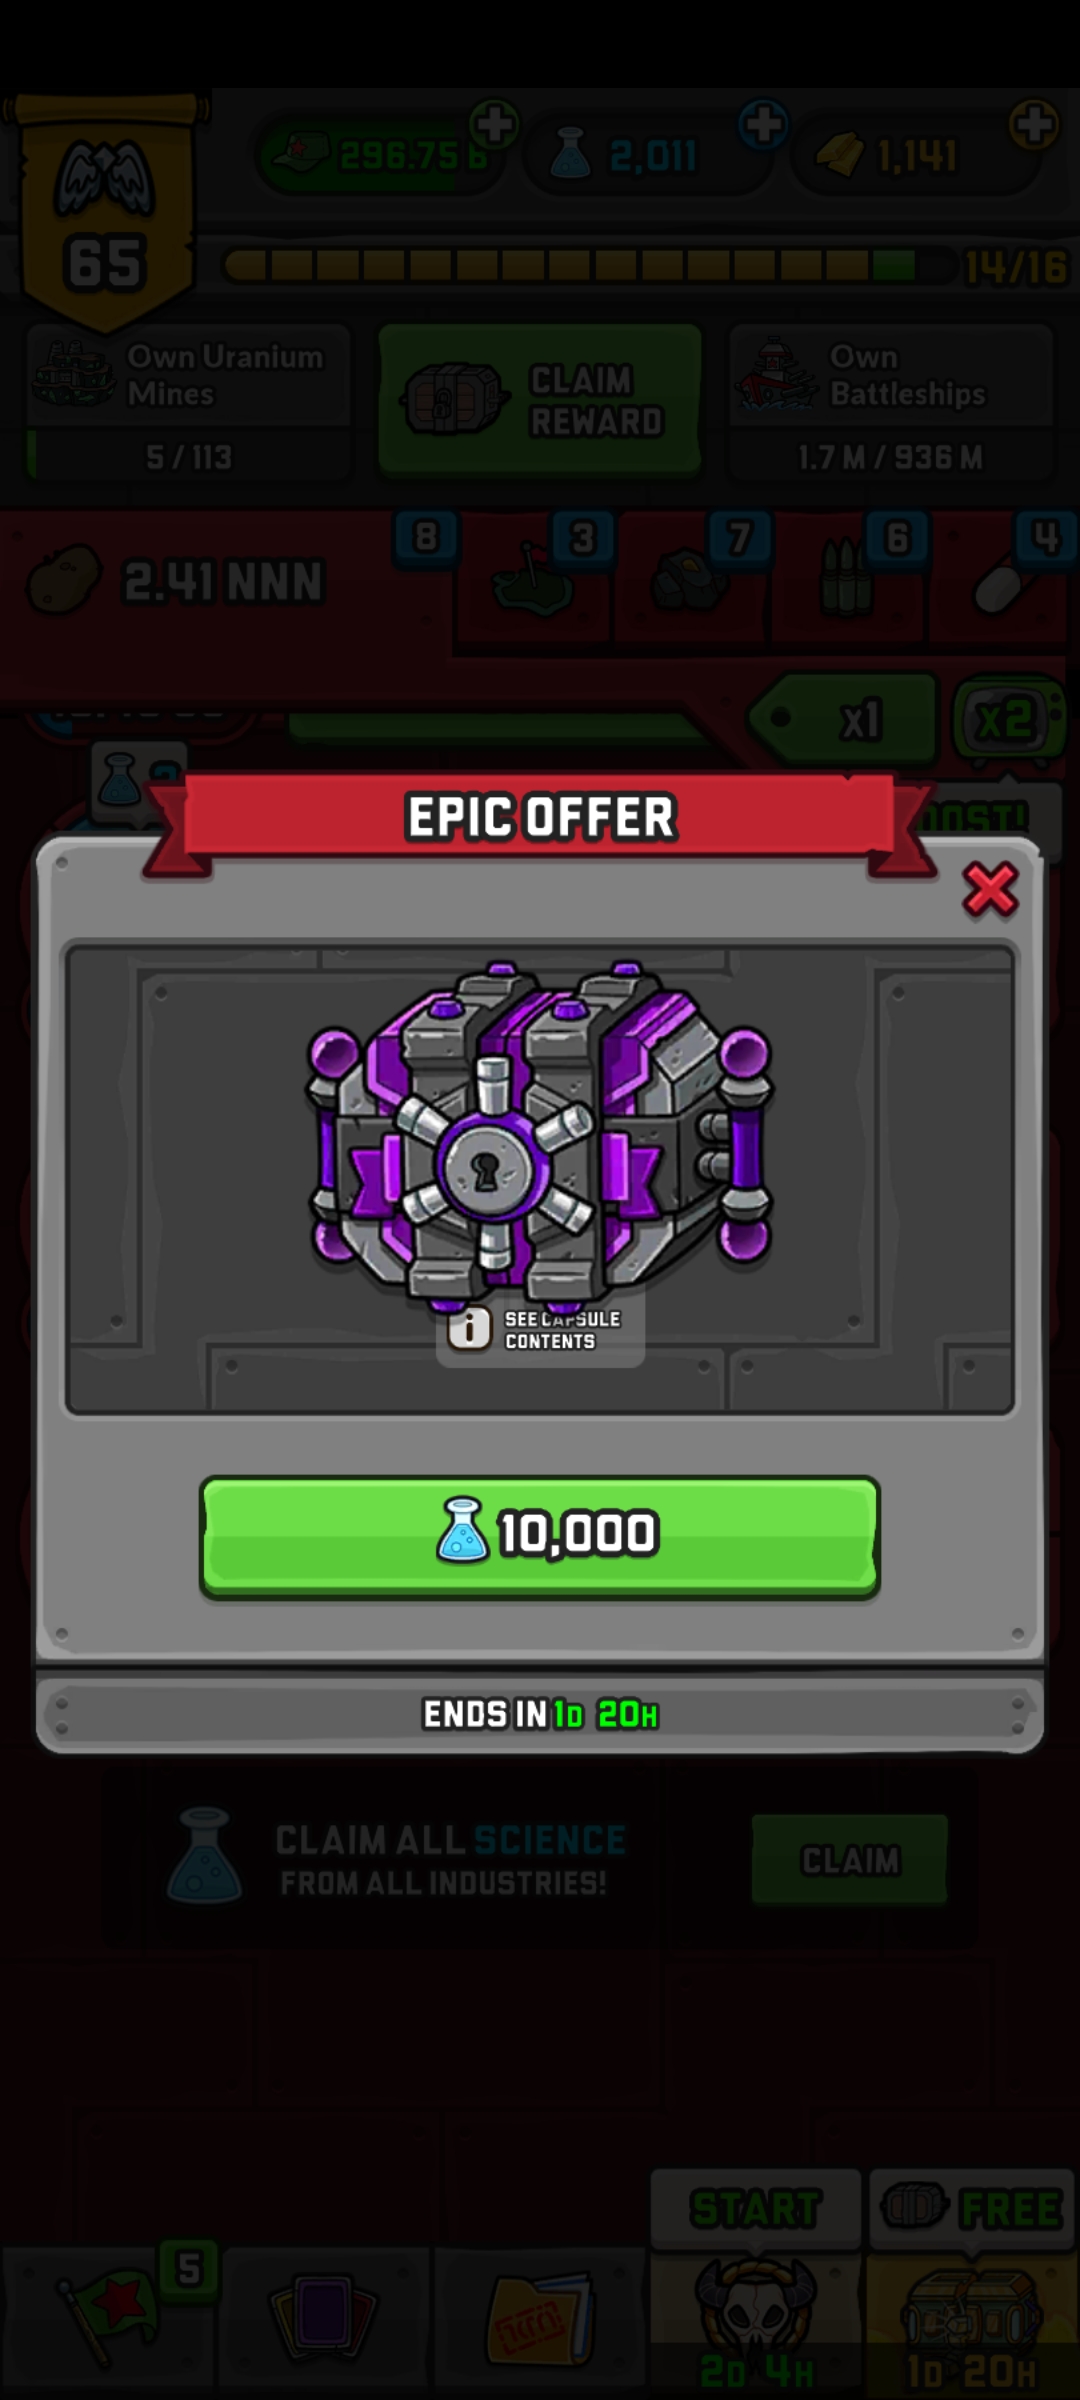 296.75 B
2,011
1,141
65
14/16
Own Uranium
Mines
5 / 113
CLAIM
REWARD
Own
Battleships
1.7 M / 936 M
2.41 NNN
8
3
7
6
4
x1
x2
EPIC OFFER
SEE CAPSULE
CONTENTS
10,000
ENDS IN 1D 20H
CLAIM ALL SCIENCE
FROM ALL INDUSTRIES!
CLAIM
START
FREE
5
2D 4H
1D 20H